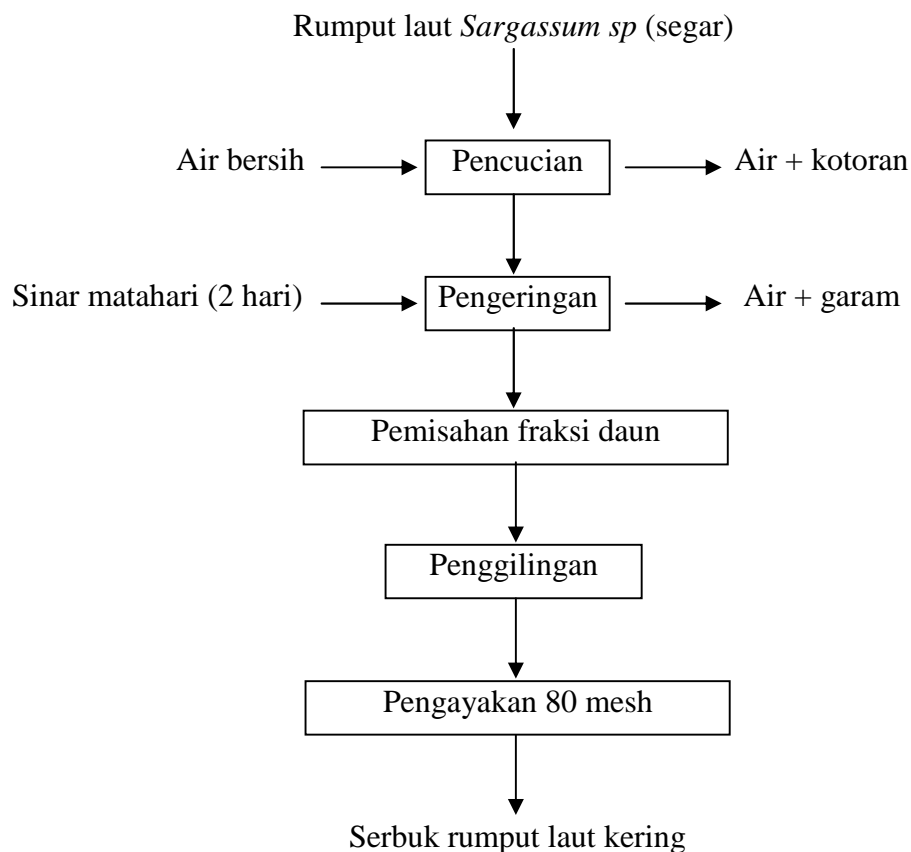 Rumput laut Sargassum sp (segar)
Air bersih Pencucian Air + kotoran
Sinar matahari (2 hari) Pengeringan Air + garam
Pemisahan fraksi daun
Penggilingan
Pengayakan 80 mesh
Serbuk rumput laut kering